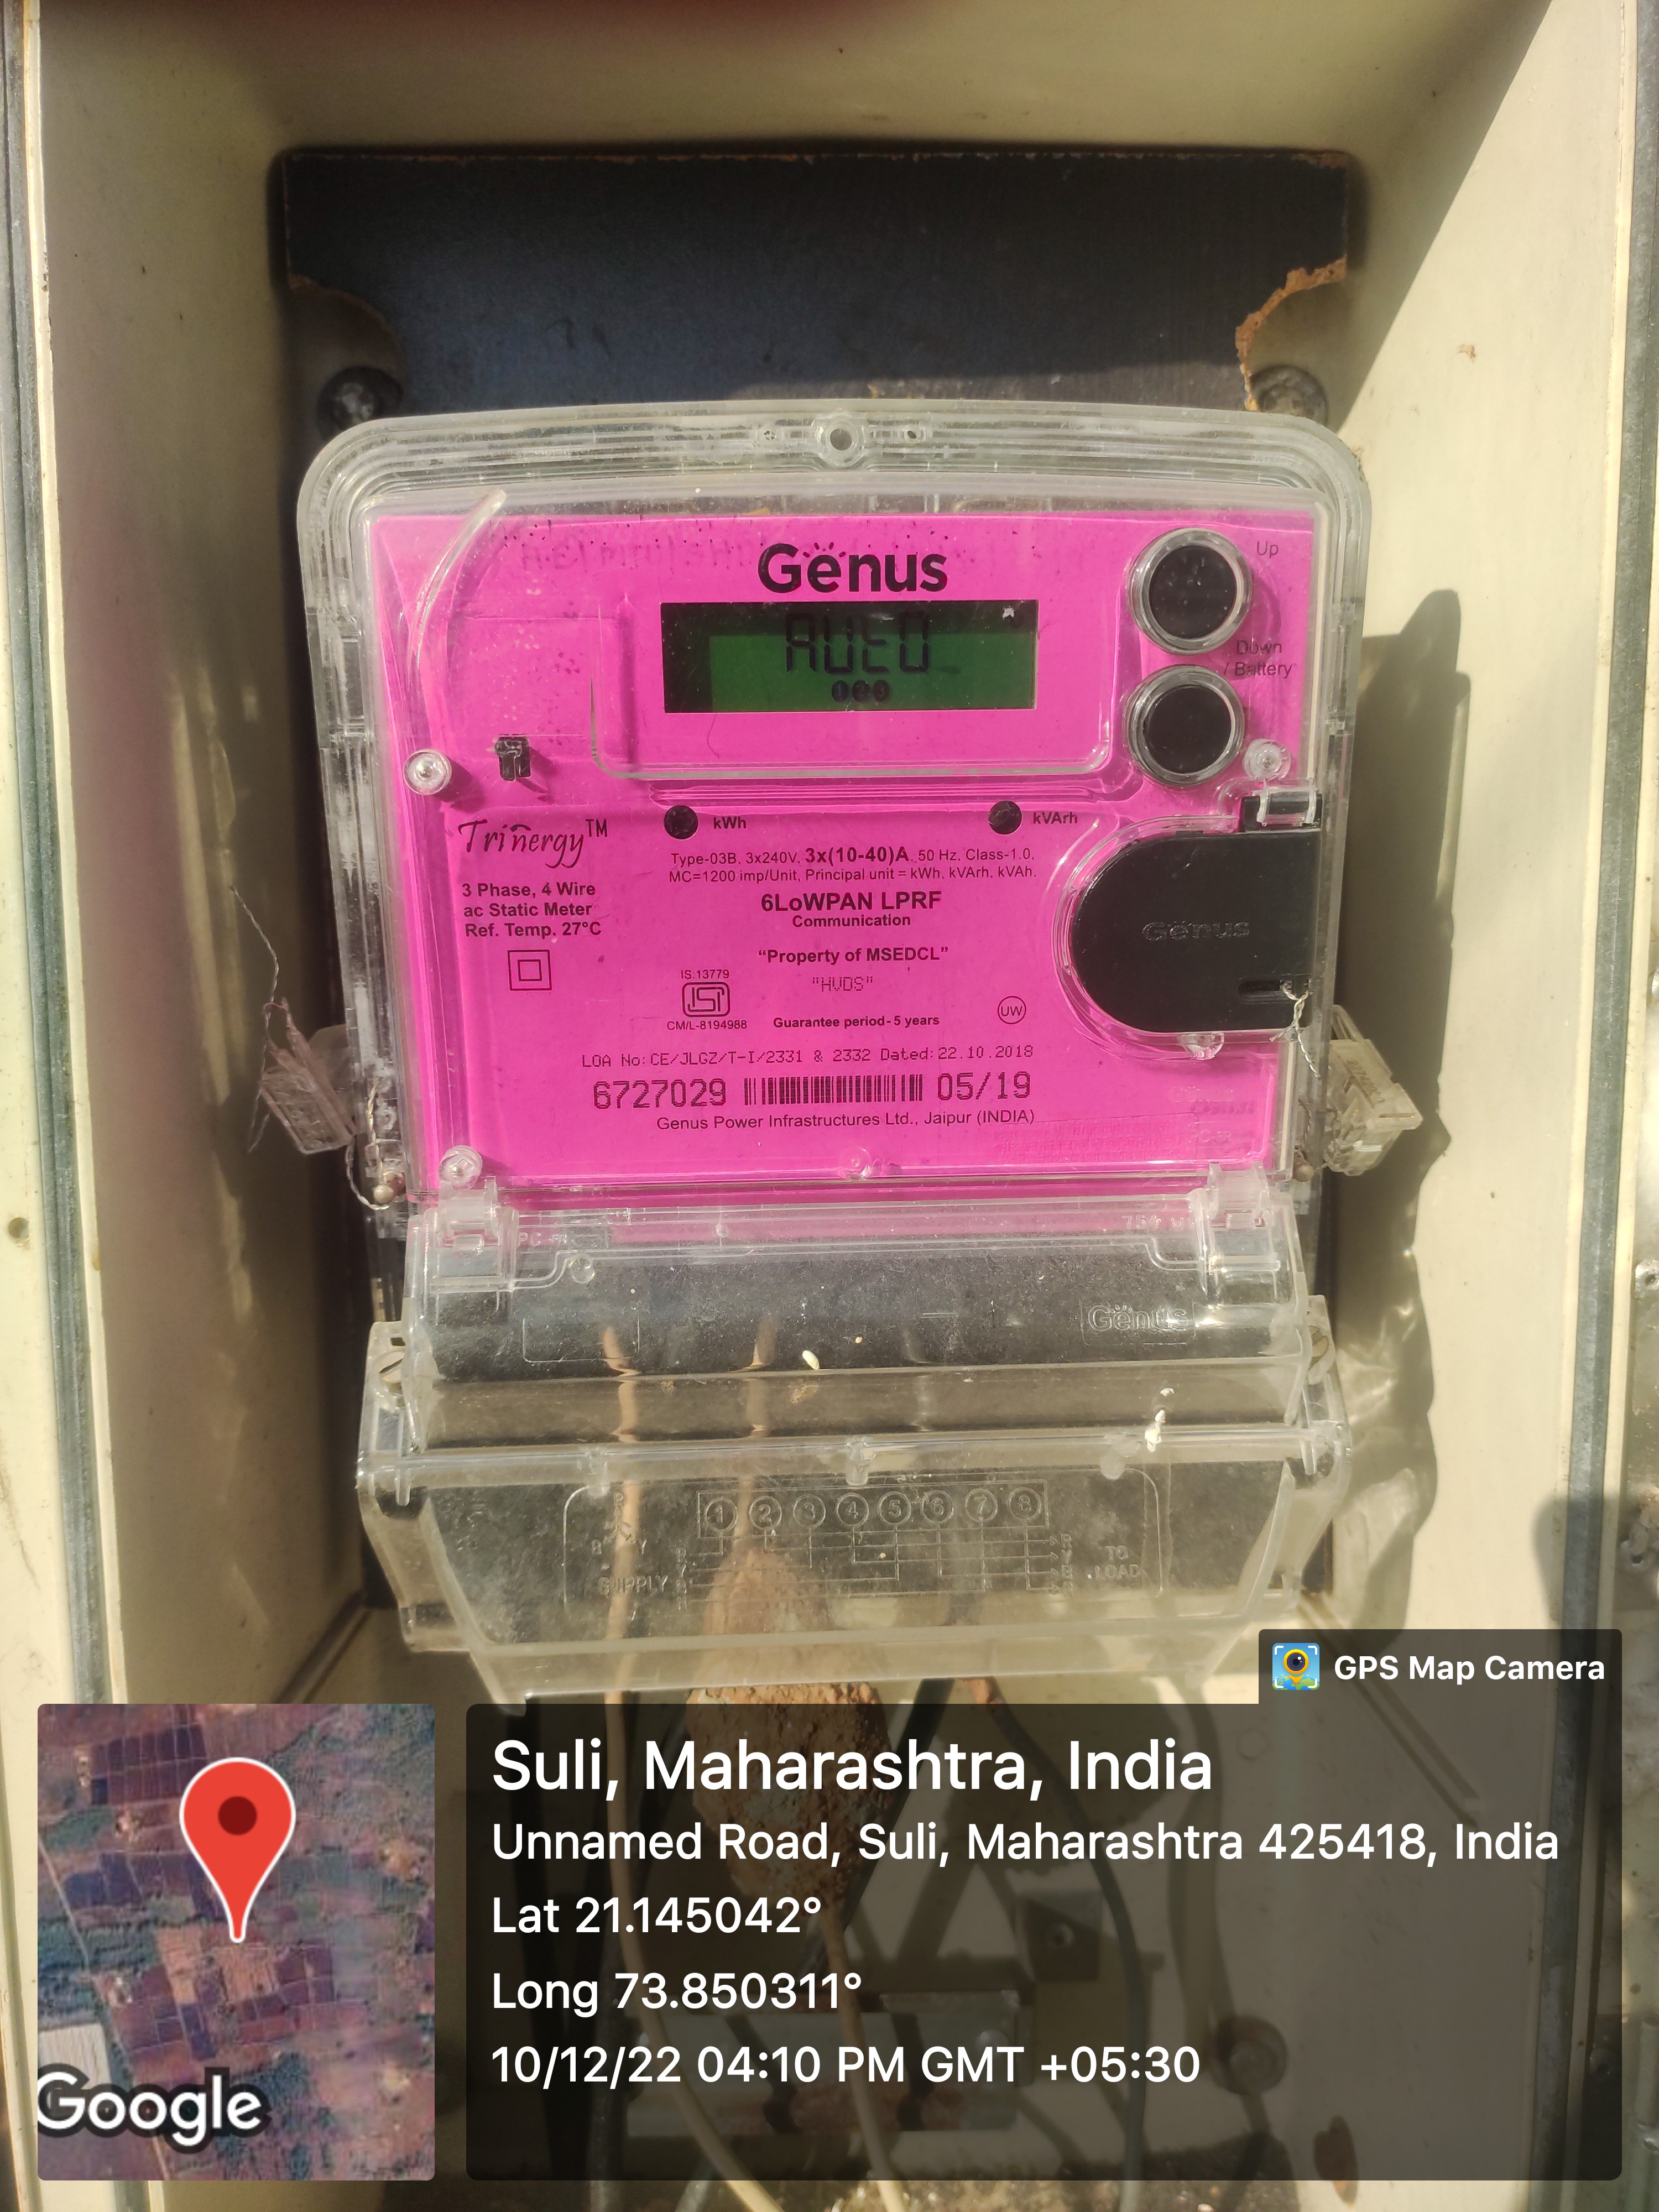 Genus
AUtO
1 2 3
Up
Down
/ Battery
kWh
kVArh
Trinergy™
3 Phase, 4 Wire
ac Static Meter
Ref. Temp. 27°C
Type-03B, 3x240V, 3x(10-40)A, 50 Hz. Class-1.0,
MC=1200 imp/Unit, Principal unit = kWh, kVArh, kVAh.
6LoWPAN LPRF
Communication
“Property of MSEDCL”
"HVDS"
IS.13779
ISI
CM/L-8194988
Guarantee period- 5 years
UW
Genus
LOA No:CE/JLGZ/T-I/2331 & 2332 Dated:22.10.2018
6727029 05/19
Genus Power Infrastructures Ltd., Jaipur (INDIA)
Genus
1 2 3 4 5 6 7 8
SUPPLY
TO
LOAD
GPS Map Camera
Suli, Maharashtra, India
Unnamed Road, Suli, Maharashtra 425418, India
Lat 21.145042°
Long 73.850311°
10/12/22 04:10 PM GMT +05:30
Google